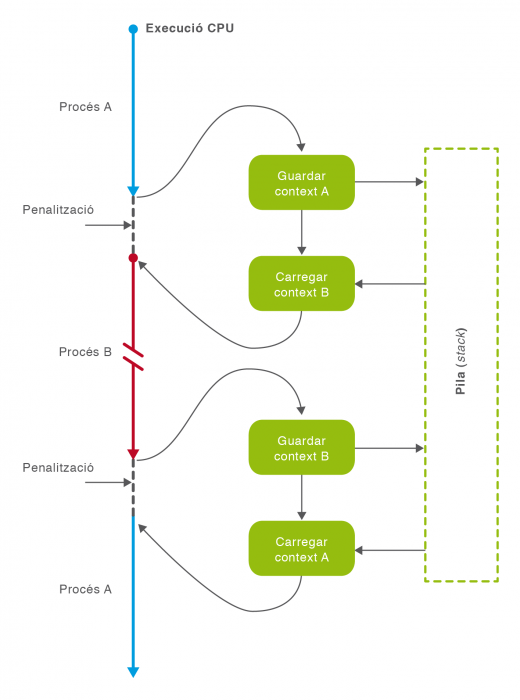 Execució CPU
Procés A
Guardar
context A
Penalització
Carregar
context B
Pila (stack)
Procés B
Guardar
context B
Penalització
Carregar
context A
Procés A